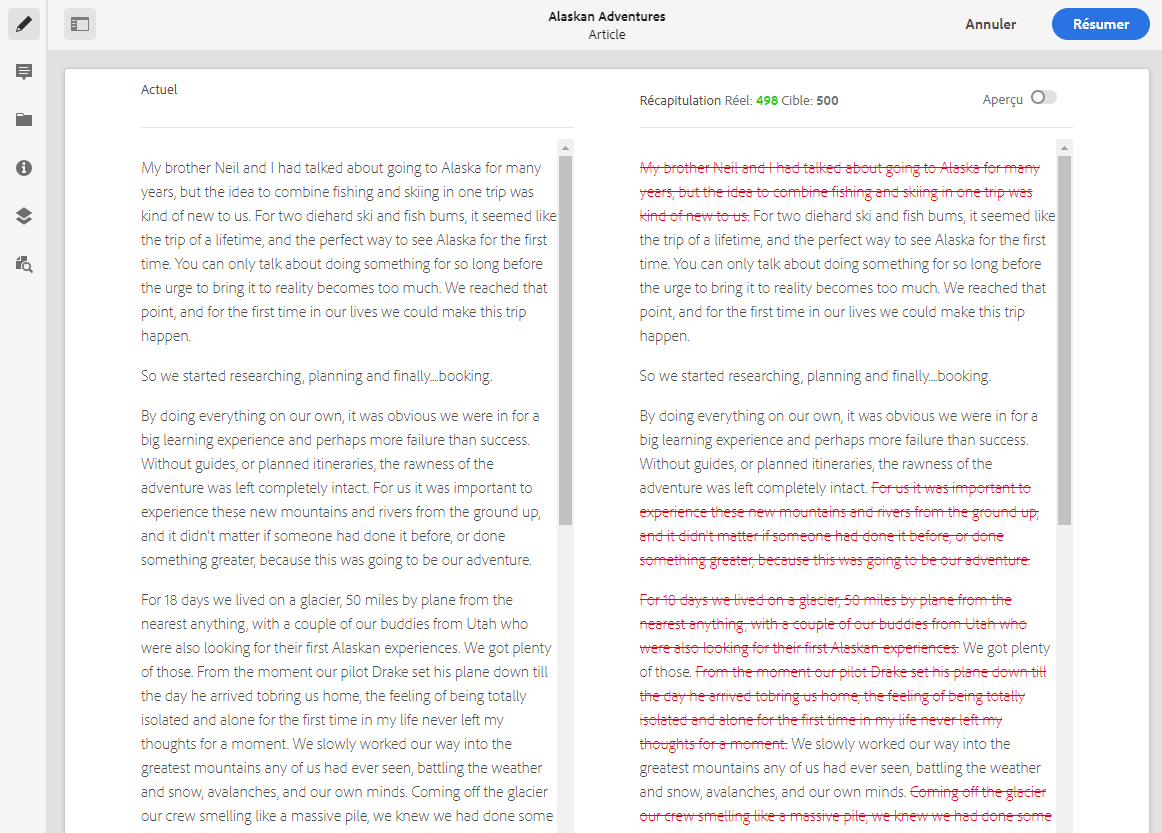 Alaskan Adventures
Article
Annuler
Résumer
Actuel
Récapitulation Réel: 498 Cible: 500
Aperçu
My brother Neil and I had talked about going to Alaska for many
years, but the idea to combine fishing and skiing in one trip was
kind of new to us. For two diehard ski and fish bums, it seemed like
the trip of a lifetime, and the perfect way to see Alaska for the first
time. You can only talk about doing something for so long before
the urge to bring it to reality becomes too much. We reached that
point, and for the first time in our lives we could make this trip
happen.
So we started researching, planning and finally....booking.
By doing everything on our own, it was obvious we were in for a
big learning experience and perhaps more failure than success.
Without guides, or planned itineraries, the rawness of the
adventure was left completely intact. For us it was important to
experience these new mountains and rivers from the ground up,
and it didn't matter if someone had done it before, or done
something greater, because this was going to be our adventure.
For 18 days we lived on a glacier, 50 miles by plane from the
nearest anything, with a couple of our buddies from Utah who
were also looking for their first Alaskan experiences. We got plenty
of those. From the moment our pilot Drake set his plane down till
the day he arrived tobring us home, the feeling of being totally
isolated and alone for the first time in my life never left my
thoughts for a moment. We slowly worked our way into the
greatest mountains any of us had ever seen, battling the weather
and snow, avalanches, and our own minds. Coming off the glacier
our crew smelling like a massive pile, we knew we had done some
My brother Neil and I had talked about going to Alaska for many
years, but the idea to combine fishing and skiing in one trip was
kind of new to us. For two diehard ski and fish bums, it seemed like
the trip of a lifetime, and the perfect way to see Alaska for the first
time. You can only talk about doing something for so long before
the urge to bring it to reality becomes too much. We reached that
point, and for the first time in our lives we could make this trip
happen.
So we started researching, planning and finally....booking.
By doing everything on our own, it was obvious we were in for a
big learning experience and perhaps more failure than success.
Without guides, or planned itineraries, the rawness of the
adventure was left completely intact. For us it was important to
experience these new mountains and rivers from the ground up,
and it didn't matter if someone had done it before, or done
something greater, because this was going to be our adventure.
For 18 days we lived on a glacier, 50 miles by plane from the
nearest anything, with a couple of our buddies from Utah who
were also looking for their first Alaskan experiences. We got plenty
of those. From the moment our pilot Drake set his plane down till
the day he arrived tobring us home, the feeling of being totally
isolated and alone for the first time in my life never left my
thoughts for a moment. We slowly worked our way into the
greatest mountains any of us had ever seen, battling the weather
and snow, avalanches, and our own minds. Coming off the glacier
our crew smelling like a massive pile, we knew we had done some